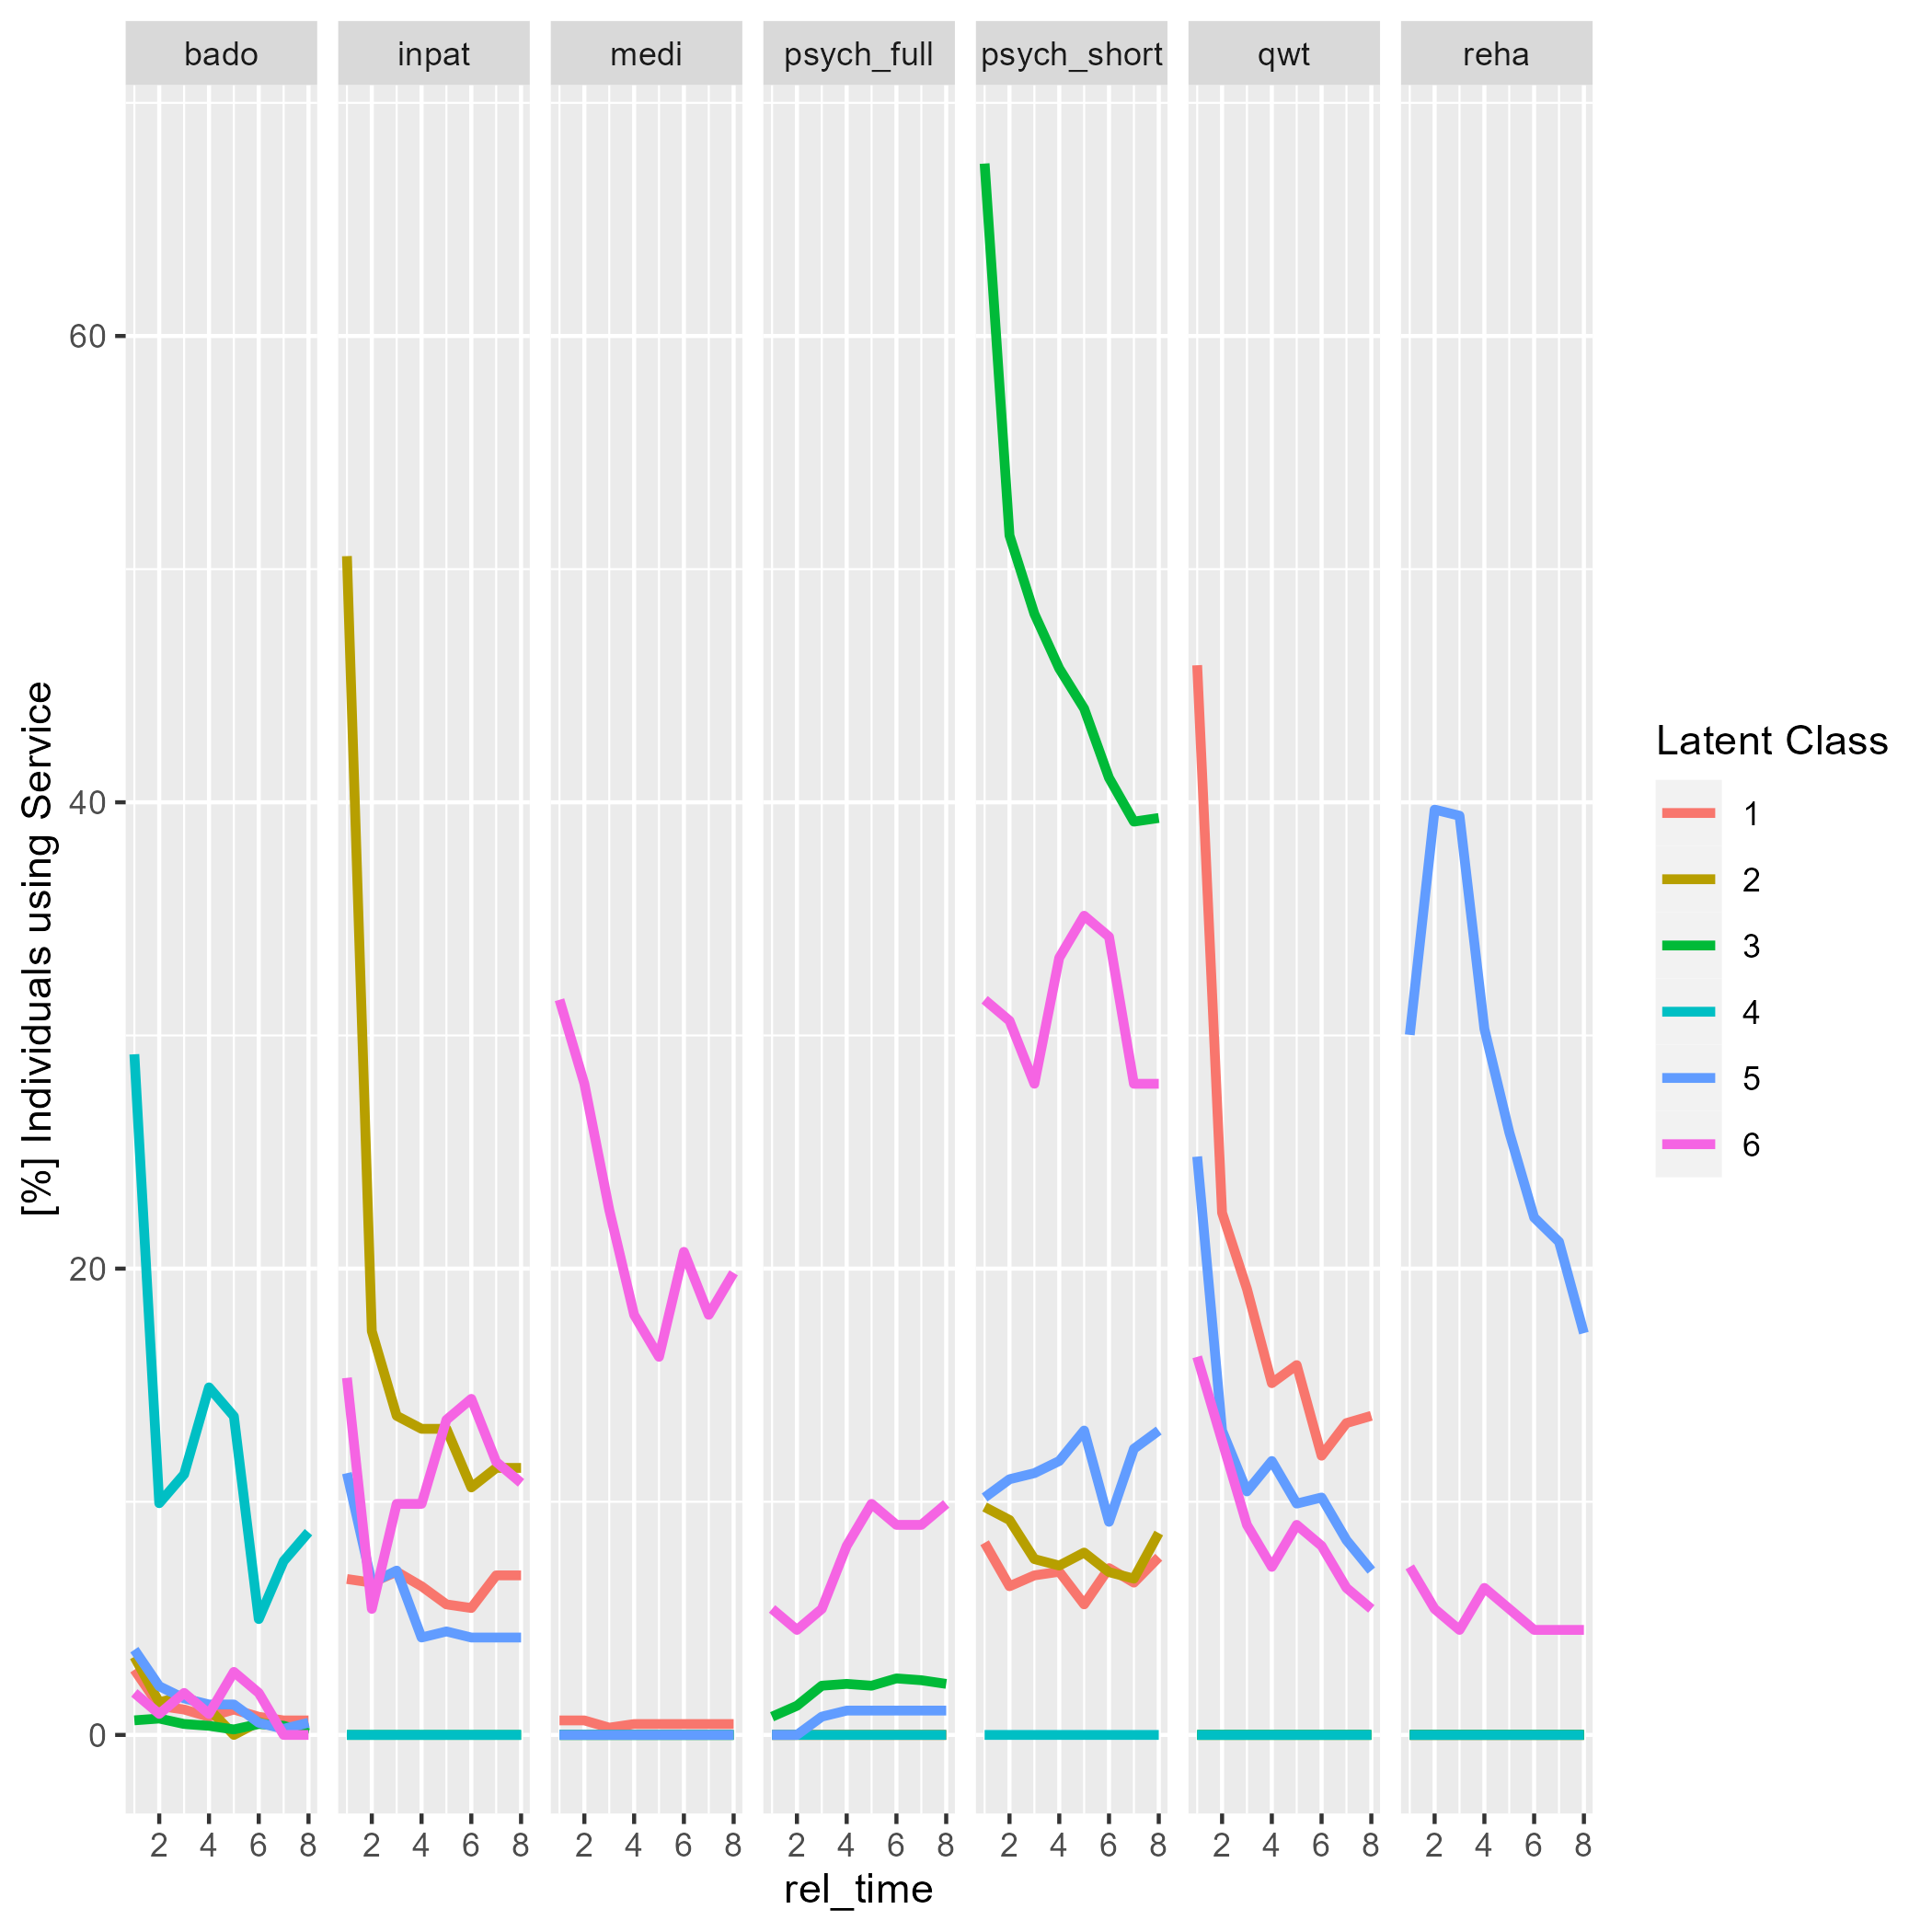 bado inpat medi psych_full psych_short qwt reha
60
40
20
0
[%] Individuals using Service
2 4 6 8 2 4 6 8 2 4 6 8 2 4 6 8 2 4 6 8 2 4 6 8 2 4 6 8
rel_time
Latent Class
1
2
3
4
5
6